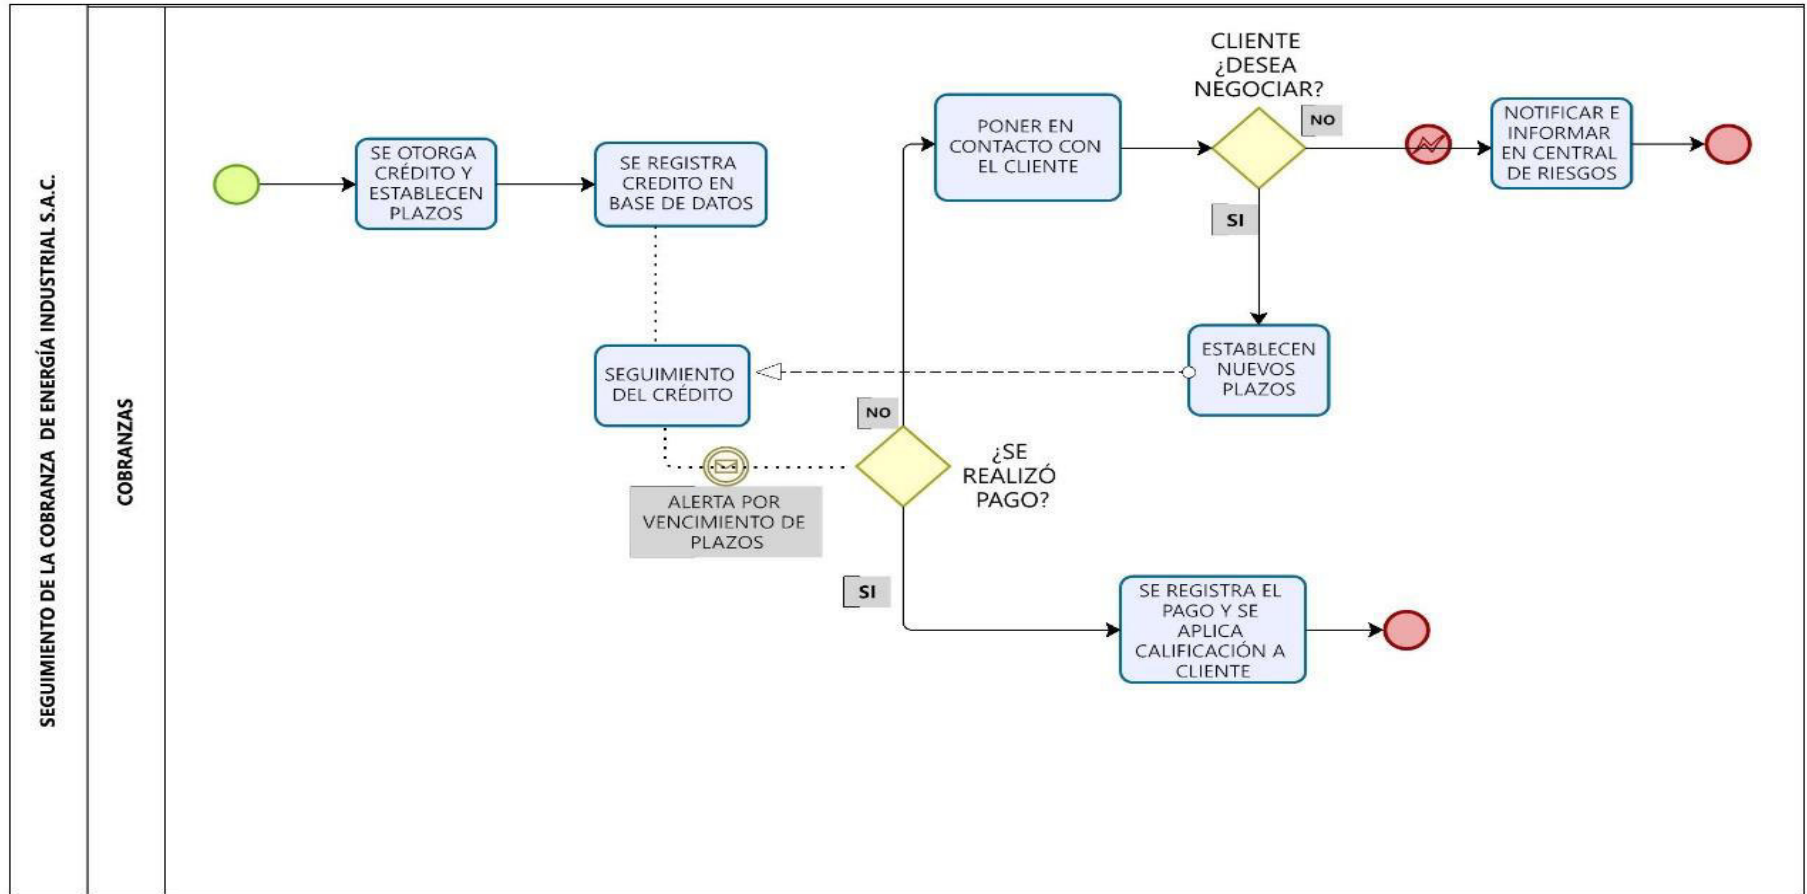 SEGUIMIENTO DE LA COBRANZA DE ENERGÍA INDUSTRIAL S.A.C.
COBRANZAS
SE OTORGA
CRÉDITO Y
ESTABLECEN
PLAZOS
SE REGISTRA
CREDITO EN
BASE DE DATOS
PONER EN
CONTACTO CON
EL CLIENTE
CLIENTE
¿DESEA
NEGOCIAR?
NO
NOTIFICAR E
INFORMAR
EN CENTRAL
DE RIESGOS
SI
ESTABLECEN
NUEVOS
PLAZOS
SEGUIMIENTO
DEL CRÉDITO
NO
¿SE
REALIZÓ
PAGO?
ALERTA POR
VENCIMIENTO DE
PLAZOS
SI
SE REGISTRA EL
PAGO Y SE
APLICA
CALIFICACIÓN A
CLIENTE